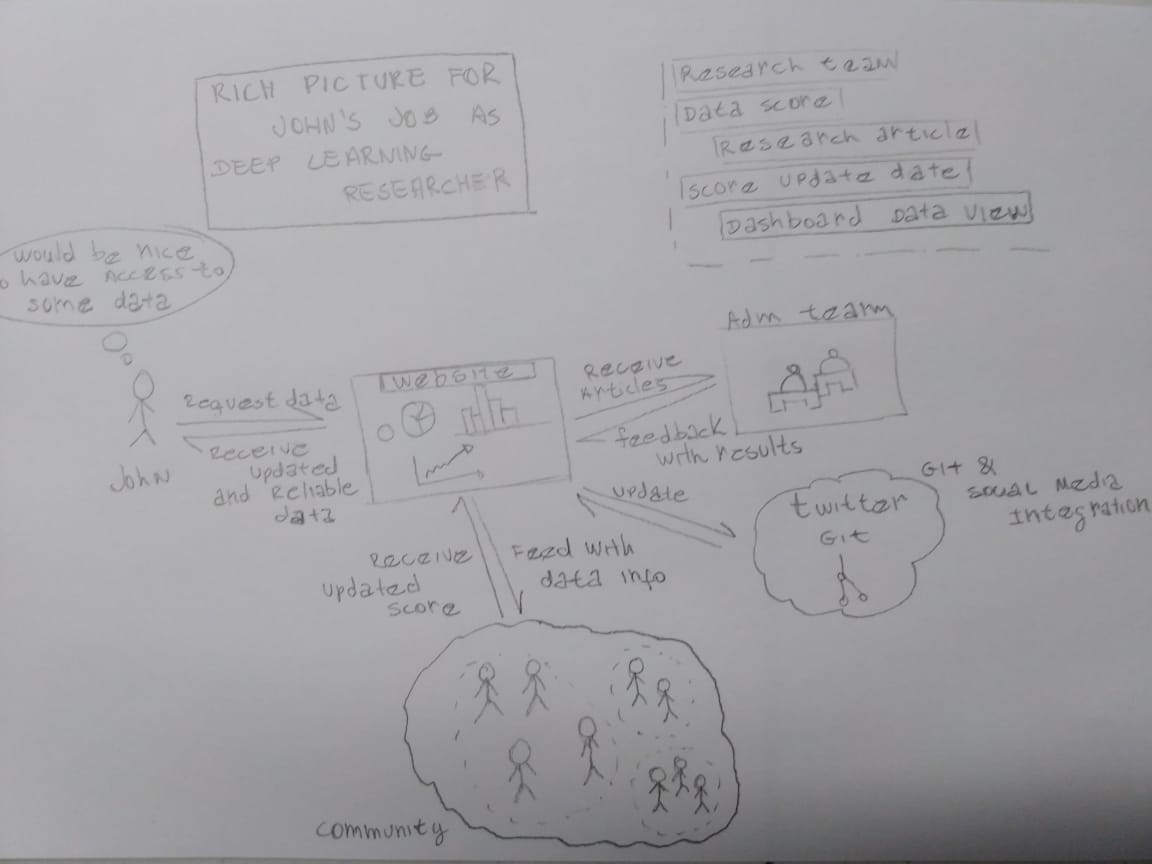 RICH PICTURE FOR
JOHN'S JOB AS
DEEP LEARNING
RESEARCHER
Research team
Data score
Research article
Score update date
Dashboard data view
would be nice
o have access to
some data
John
Request data
Receive
updated
and Reliable
data
website
Receive
Articles
feedback
with results
Adm team
update
twitter
Git
Git &
Social Media
Integration
Receive
updated
score
Feed with
data info
community